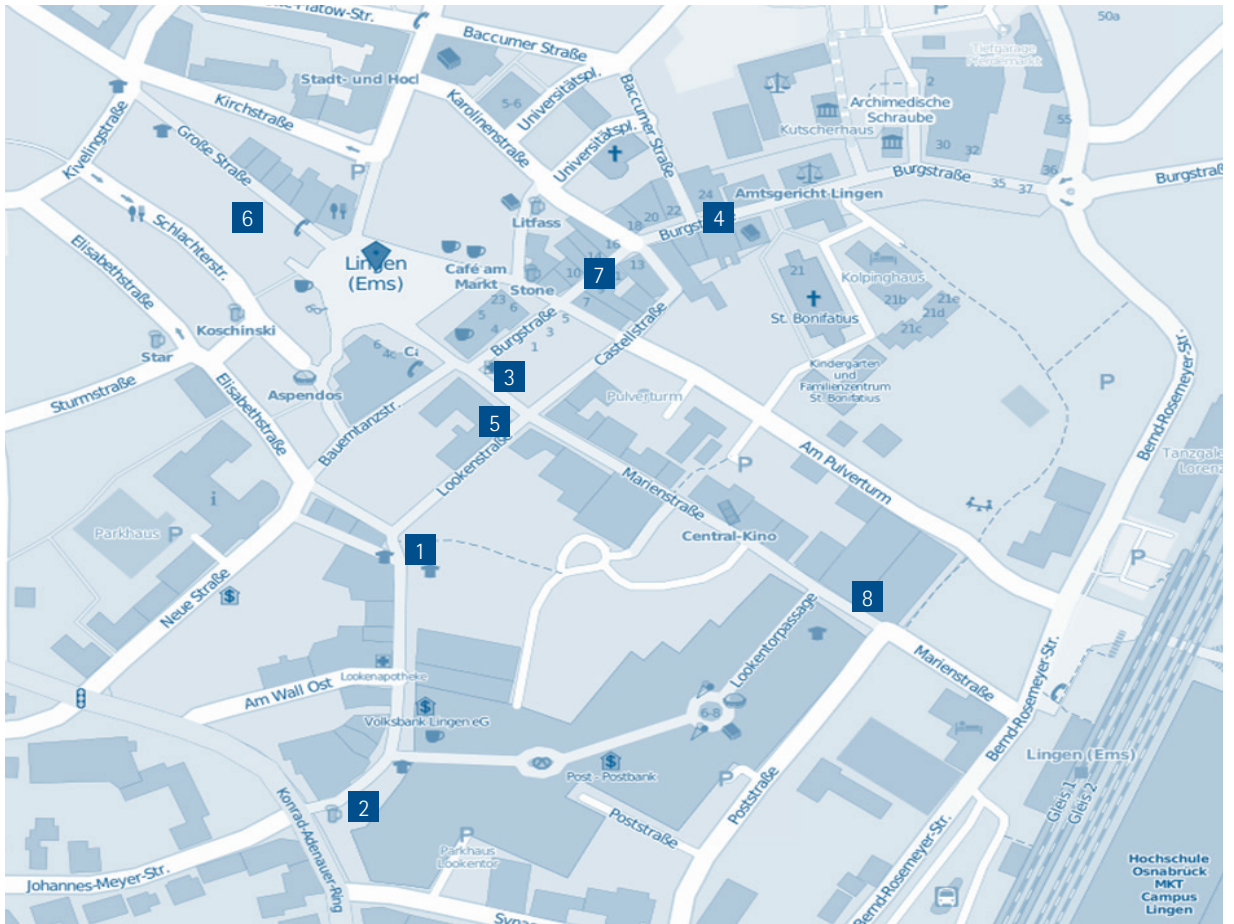 50a
Baccumer Straße
Tiefgarage
Pferdemarkt
Stadt- und Hocl
Universitätspl.
5-6
2
Archimedische
Schraube
Kirchstraße
Karolinenstraße
Baccumer Straße
Kutscherhaus
55
Große Straße
Kivelingstraße
P
Universitätspl.
30
32
36
Amtsgericht Lingen
Burgstraße
35
37
Burgstraß
24
22
20
18
16
6
4
Litfass
Burgstraße
Schlachterstr.
Elisabethstraße
Lingen
(Ems)
Café am
Markt
Stone
7
14
10
13
7
21
Kolpinghaus
21b
21e
21d
21c
St. Bonifatius
23
6
5
4
5
3
1
Burgstraße
Castellstraße
Koschinski
Star
6
4c
Ca
3
Kindergarten
und
Familienzentrum
St. Bonifatius
Sturmstraße
Elisabethstraße
Aspendos
Bauerntanzstr.
5
Pulverturm
P
Bernd-Rosemeyer-Str.
Tanzgale
Lorenz
Lookenstraße
Marienstraße
Am Pulverturm
P
Parkhaus
P
i
Central-Kino
1
P
Neue Straße
$
8
Lookentorpassage
Marienstraße
Lookenapotheke
Am Wall Ost
$
Volksbank Lingen eG
6-8
Bernd-Rosemeyer-Str.
Lingen (Ems)
$
Post - Postbank
P
Poststraße
Gleis 1
Gleis 2
2
Konrad-Adenauer-Ring
Poststraße
P
Parkhaus
Lookentor
Bernd-Rosemeyer-Str.
Johannes-Meyer-Str.
Hochschule
Osnabrück
MKT
Campus
Lingen
Bernd-Rosemeyer-Str.